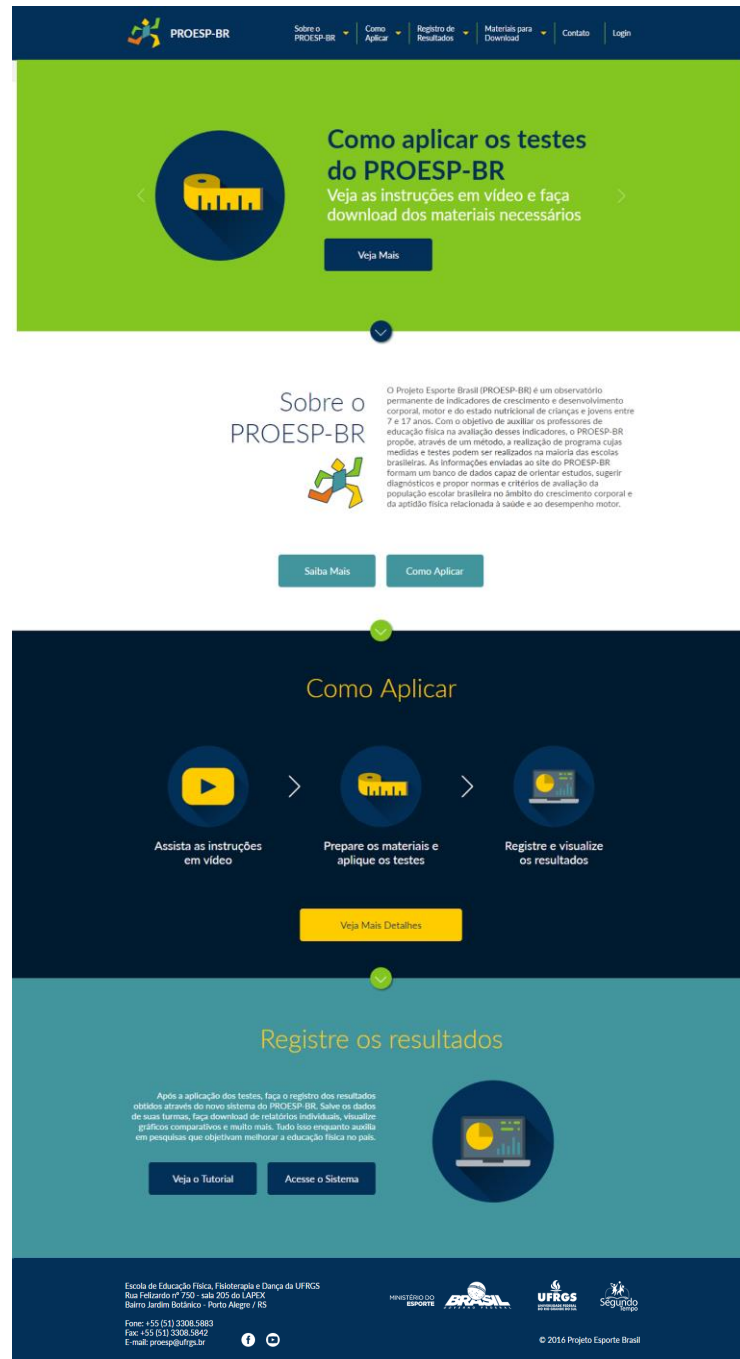 PROESP-BR
Sobre o
PROESP-BR
Como
Aplicar
Registro de
Resultados
Materiais para
Download
Contato
Login
Como aplicar os testes
do PROESP-BR
Veja as instruções em vídeo e faça
download dos materiais necessários
Veja Mais
Sobre o
PROESP-BR
O Projeto Esporte Brasil (PROESP-BR) é um observatório
permanente de indicadores de crescimento e desenvolvimento
corporal, motor e do estado nutricional de crianças e jovens entre
7 e 17 anos. Com o objetivo de auxiliar os professores de
educação física na avaliação desses indicadores, o PROESP-BR
propõe, através de um método, a realização de programa cujas
medidas e testes podem ser realizados na maioria das escolas
brasileiras. As informações enviadas ao site do PROESP-BR
formam um banco de dados capaz de orientar estudos, sugerir
diagnósticos e propor normas e critérios de avaliação da
população escolar brasileira no âmbito do crescimento corporal e
da aptidão física relacionada à saúde e ao desempenho motor.
Saiba Mais
Como Aplicar
Como Aplicar
Assista as instruções
em vídeo
Prepare os materiais e
aplique os testes
Registre e visualize
os resultados
Veja Mais Detalhes
Registre os resultados
Após a aplicação dos testes, faça o registro dos resultados
obtidos através do novo sistema do PROESP-BR. Salve os dados
de suas turmas, faça download de relatórios individuais, visualize
gráficos comparativos e muito mais. Tudo isso enquanto auxilia
em pesquisas que objetivam melhorar a educação física no país.
Veja o Tutorial
Acesse o Sistema
Escola de Educação Física, Fisioterapia e Dança da UFRGS
Rua Felizardo nº 750 - sala 205 do LAPEX
Bairro Jardim Botânico - Porto Alegre / RS
Fone: +55 (51) 3308.5883
Fax: +55 (51) 3308.5842
E-mail: proesp@ufrgs.br
MINISTÉRIO DO
ESPORTE
BRASIL
GOVERNO FEDERAL
UFRGS
UNIVERSIDADE FEDERAL
DO RIO GRANDE DO SUL
Segundo
Tempo
© 2016 Projeto Esporte Brasil